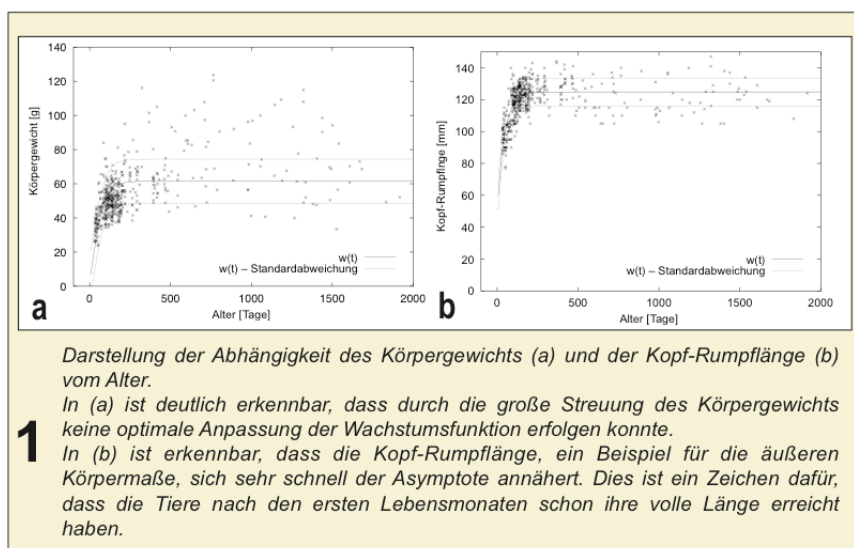 140
120
100
80
60
40
20
0
Körpergewicht [g]
0
500
1000
1500
2000
Alter [Tage]
w(t)
w(t) – Standardabweichung
a
140
120
100
80
60
40
20
0
Kopf-Rumpflnge [mm]
0
500
1000
1500
2000
Alter [Tage]
w(t)
w(t) – Standardabweichung
b
1
Darstellung der Abhängigkeit des Körpergewichts (a) und der Kopf-Rumpflänge (b)
vom Alter.
In (a) ist deutlich erkennbar, dass durch die große Streuung des Körpergewichts
keine optimale Anpassung der Wachstumsfunktion erfolgen konnte.
In (b) ist erkennbar, dass die Kopf-Rumpflänge, ein Beispiel für die äußeren
Körpermaße, sich sehr schnell der Asymptote annähert. Dies ist ein Zeichen dafür,
dass die Tiere nach den ersten Lebensmonaten schon ihre volle Länge erreicht
haben.